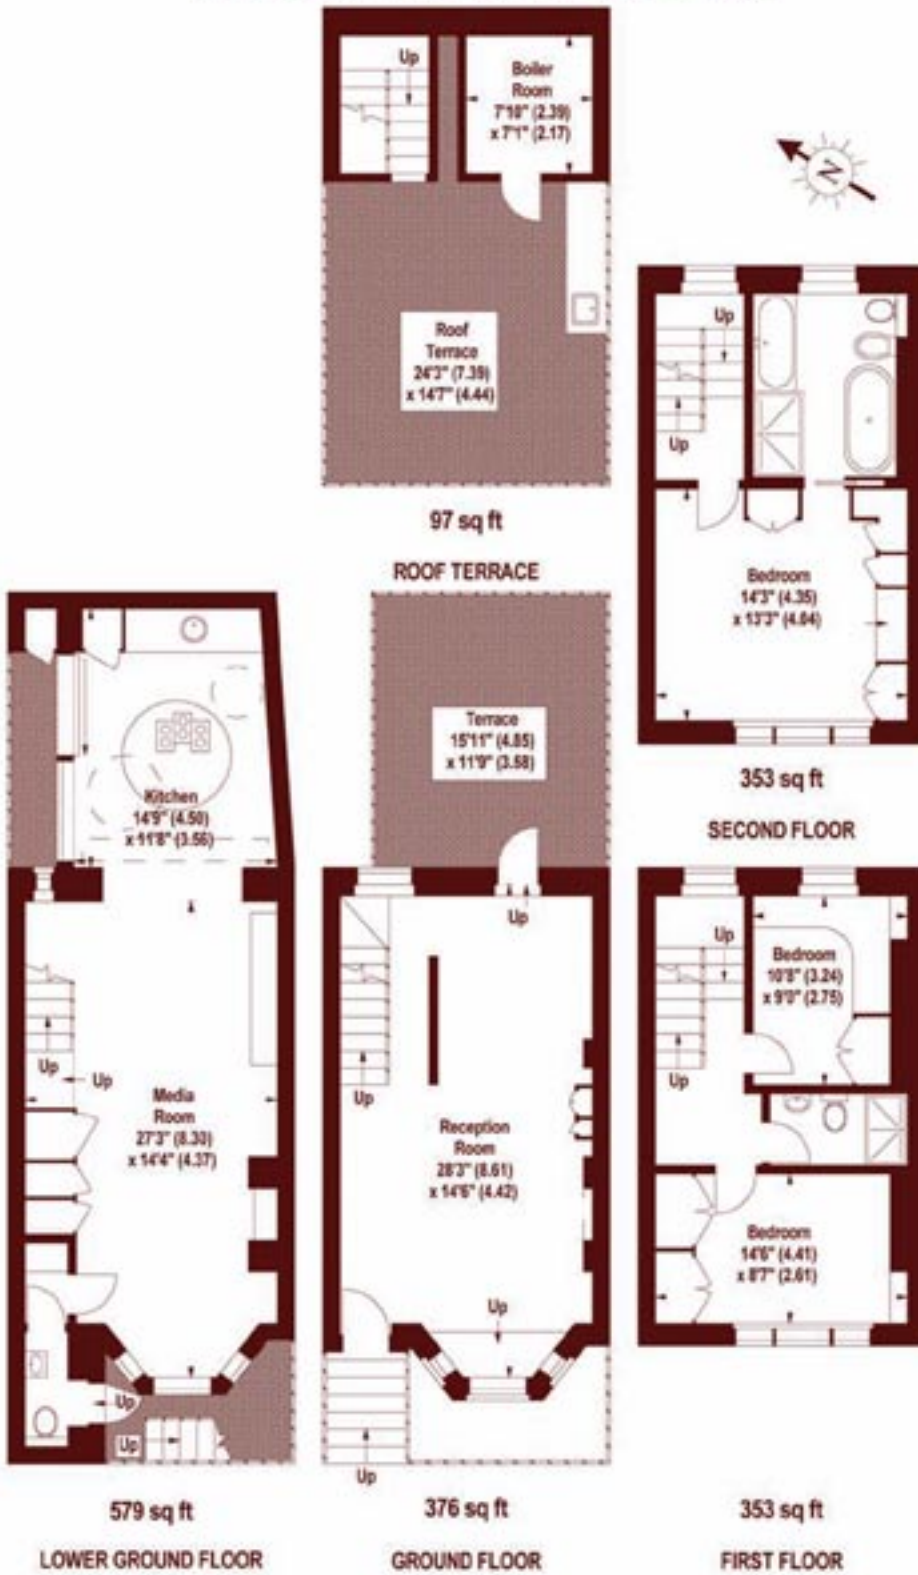 Up
Boiler
Room
7'10" (2.39)
x 7'1" (2.17)
N
Roof
Terrace
24'3" (7.39)
x 14'7" (4.44)
97 sq ft
ROOF TERRACE
Up
Up
Bedroom
14'3" (4.35)
x 13'3" (4.04)
353 sq ft
SECOND FLOOR
Kitchen
14'9" (4.50)
x 11'8" (3.56)
Up
Up
Media
Room
27'3" (8.30)
x 14'4" (4.37)
Up
Up
579 sq ft
LOWER GROUND FLOOR
Terrace
15'11" (4.85)
x 11'9" (3.58)
Up
Up
Reception
Room
28'3" (8.61)
x 14'6" (4.42)
Up
Up
376 sq ft
GROUND FLOOR
Up
Bedroom
10'8" (3.24)
x 9'0" (2.75)
Up
Bedroom
14'6" (4.41)
x 8'7" (2.61)
353 sq ft
FIRST FLOOR